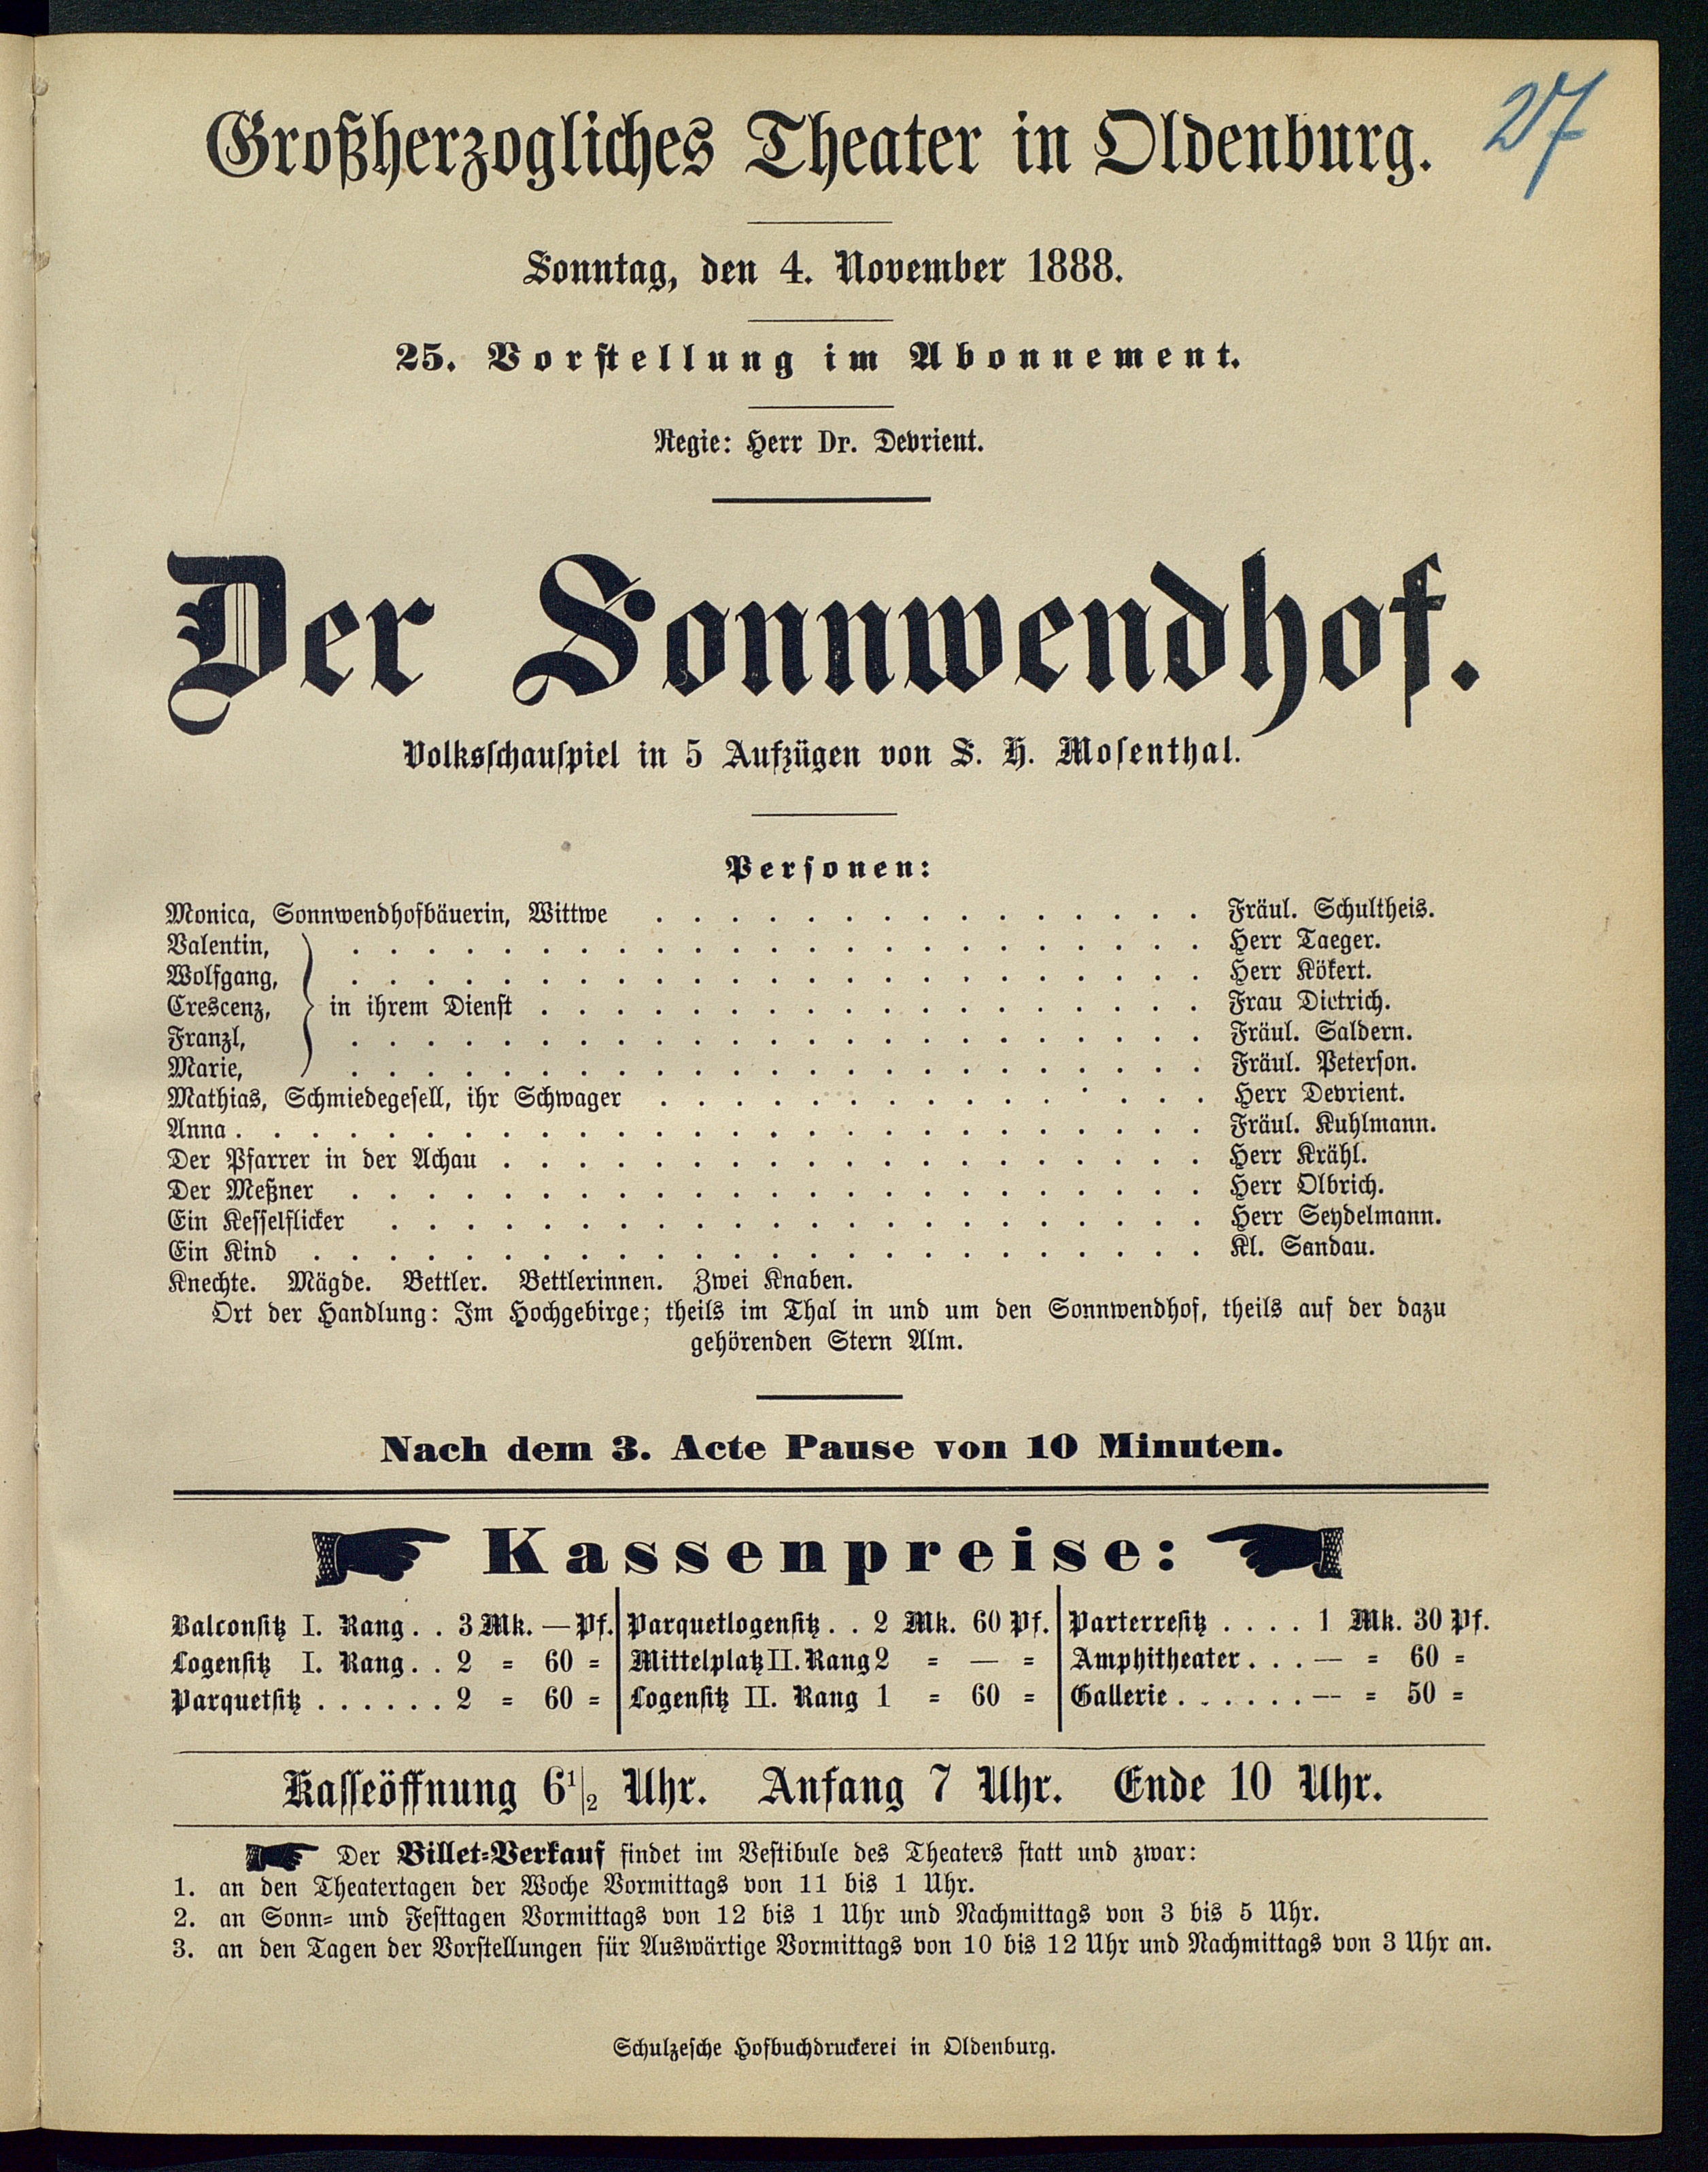 27
Großherzogliches Theater in Oldenburg.
Sonntag, den 4. November 1888.
25. Vorstellung im Abonnement.
Regie: Herr Dr. Devrient.
Der Sonnwendhof.
Volksschauspiel in 5 Aufzügen von S. H. Mosenthal.
Personen:
Monica, Sonnwendhofbäuerin, Wittwe . . . . . . . . . . . . . . . Fräul. Schultheis.
Valentin, . . . . . . . . . . . . . . . . . . . . . . . Herr Taeger.
Wolfgang, . . . . . . . . . . . . . . . . . . . . . . . Herr Kökert.
Crescenz, } in ihrem Dienst . . . . . . . . . . . . . . . . . . Frau Dietrich.
Franzl, . . . . . . . . . . . . . . . . . . . . . . . Fräul. Saldern.
Marie, . . . . . . . . . . . . . . . . . . . . . . . Fräul. Peterson.
Mathias, Schmiedegesell, ihr Schwager . . . . . . . . . . . . . . . Herr Devrient.
Anna . . . . . . . . . . . . . . . . . . . . . . . . . . Fräul. Kuhlmann.
Der Pfarrer in der Achau . . . . . . . . . . . . . . . . . . . Herr Krähl.
Der Meßner . . . . . . . . . . . . . . . . . . . . . . . Herr Olbrich.
Ein Kesselflicker . . . . . . . . . . . . . . . . . . . . . . Herr Seydelmann.
Ein Kind . . . . . . . . . . . . . . . . . . . . . . . . Kl. Sandau.
Knechte. Mägde. Bettler. Bettlerinnen. Zwei Knaben.
Ort der Handlung: Im Hochgebirge; theils im Thal in und um den Sonnwendhof, theils auf der dazu
gehörenden Stern Alm.
Nach dem 3. Acte Pause von 10 Minuten.
Kassenpreise:
Balconsitz I. Rang . . 3 Mk. — Pf. Parquetlogensitz . . 2 Mk. 60 Pf. Parterresitz . . . . 1 Mk. 30 Pf.
Logensitz I. Rang . . 2 = 60 = Mittelplatz II. Rang 2 = — = Amphitheater . . . — = 60 =
Parquetsitz . . . . . . 2 = 60 = Logensitz II. Rang 1 = 60 = Gallerie . . . . . . — = 50 =
Kasseöffnung 6 1/2 Uhr. Anfang 7 Uhr. Ende 10 Uhr.
Der Billet=Verkauf findet im Vestibule des Theaters statt und zwar:
1. an den Theatertagen der Woche Vormittags von 11 bis 1 Uhr.
2. an Sonn= und Festtagen Vormittags von 12 bis 1 Uhr und Nachmittags von 3 bis 5 Uhr.
3. an den Tagen der Vorstellungen für Auswärtige Vormittags von 10 bis 12 Uhr und Nachmittags von 3 Uhr an.
Schulzesche Hofbuchdruckerei in Oldenburg.